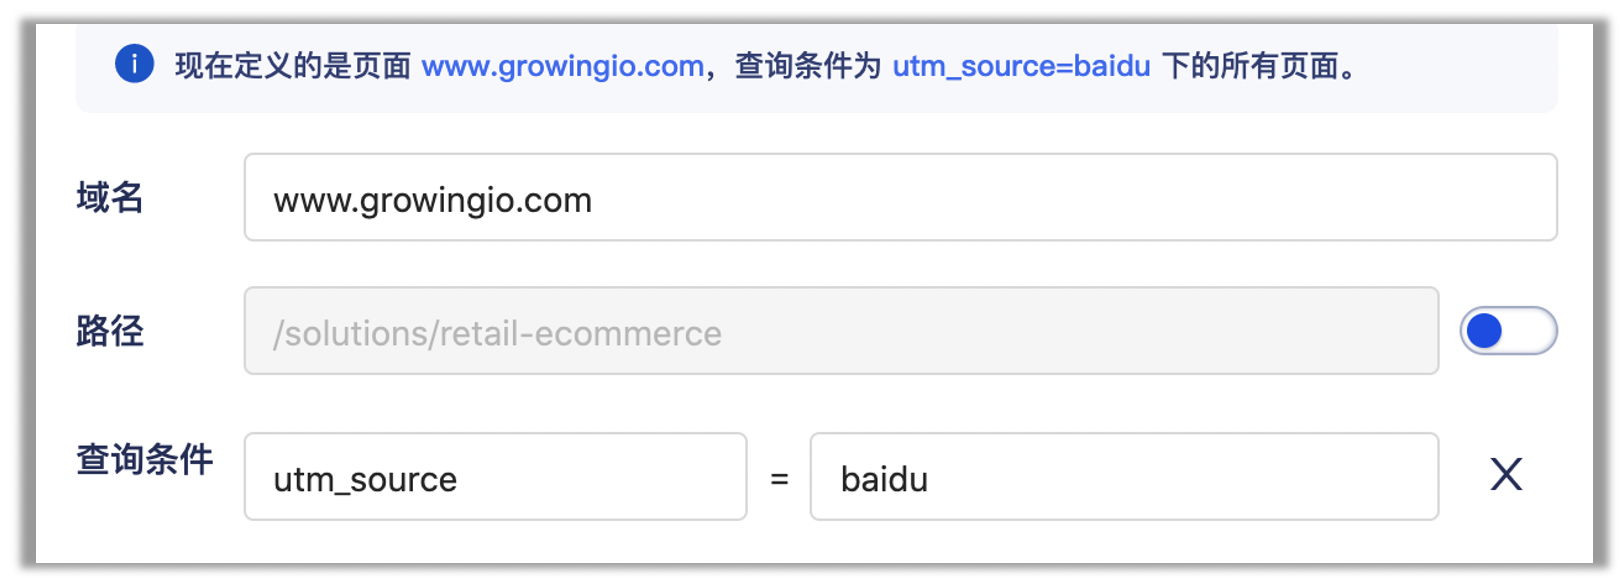 现在定义的是页面 www.growingio.com，查询条件为 utm_source=baidu 下的所有页面。
域名 www.growingio.com
路径 /solutions/retail-ecommerce
查询条件 utm_source = baidu X